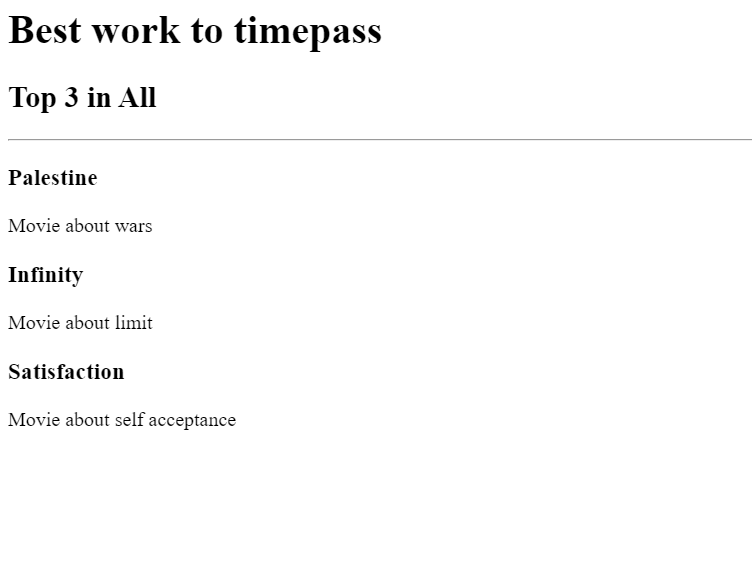 Best work to timepass
Top 3 in All
Palestine
Movie about wars
Infinity
Movie about limit
Satisfaction
Movie about self acceptance